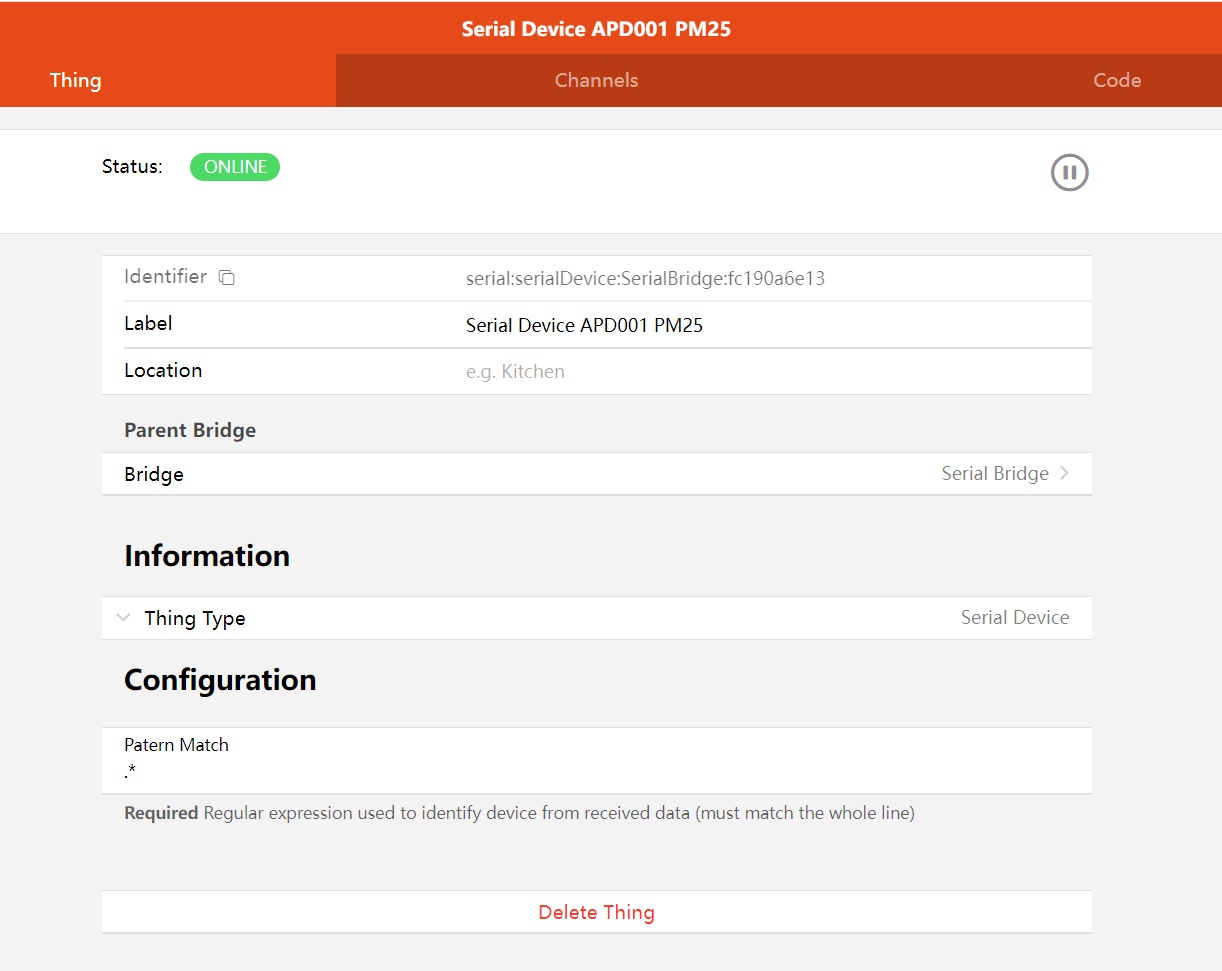 Serial Device APD001 PM25
Thing Channels Code
Status: ONLINE
Identifier serial:serialDevice:SerialBridge:fc190a6e13
Label Serial Device APD001 PM25
Location e.g. Kitchen
Parent Bridge
Bridge Serial Bridge
Information
Thing Type Serial Device
Configuration
Patern Match
.*
Required Regular expression used to identify device from received data (must match the whole line)
Delete Thing